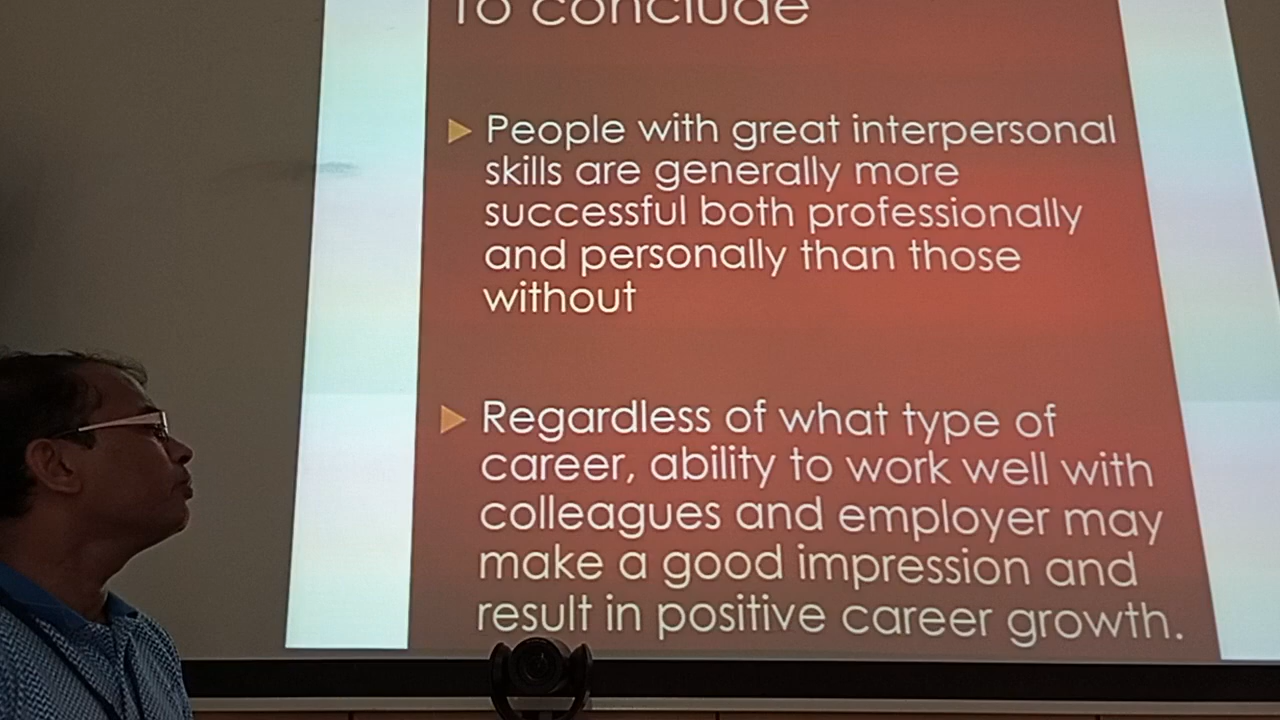 To conclude
People with great interpersonal
skills are generally more
successful both professionally
and personally than those
without
Regardless of what type of
career, ability to work well with
colleagues and employer may
make a good impression and
result in positive career growth.